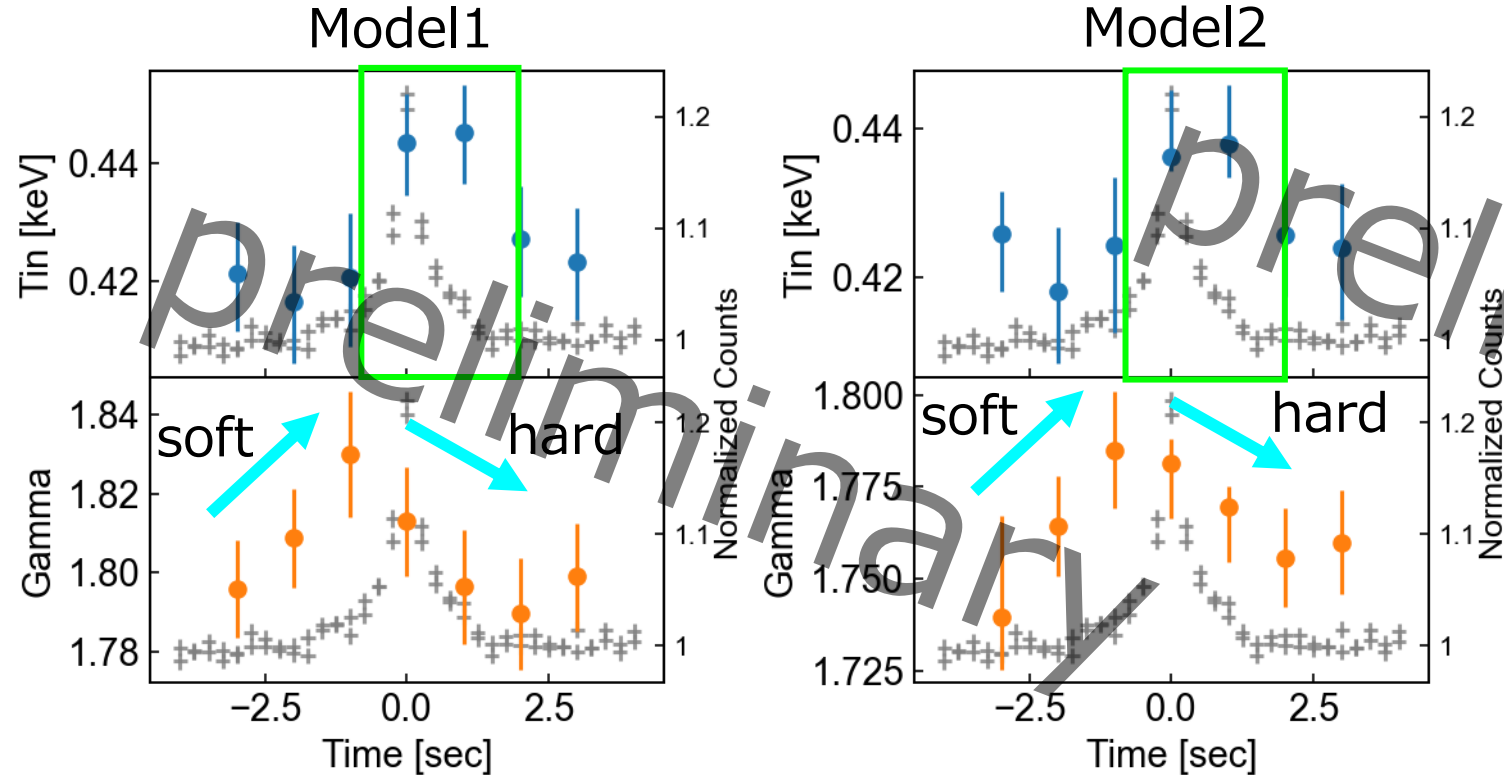 Model1
Tin [keV]
0.44
0.42
1.2
1.1
1
Normalized Counts
Gamma
1.84
1.82
1.80
1.78
soft
hard
1.2
1.1
1
−2.5
0.0
2.5
Time [sec]
Model2
Tin [keV]
0.44
0.42
1.2
1.1
1
Normalized Counts
Gamma
1.800
1.775
1.750
1.725
soft
hard
1.2
1.1
1
−2.5
0.0
2.5
Time [sec]
preliminary
prel